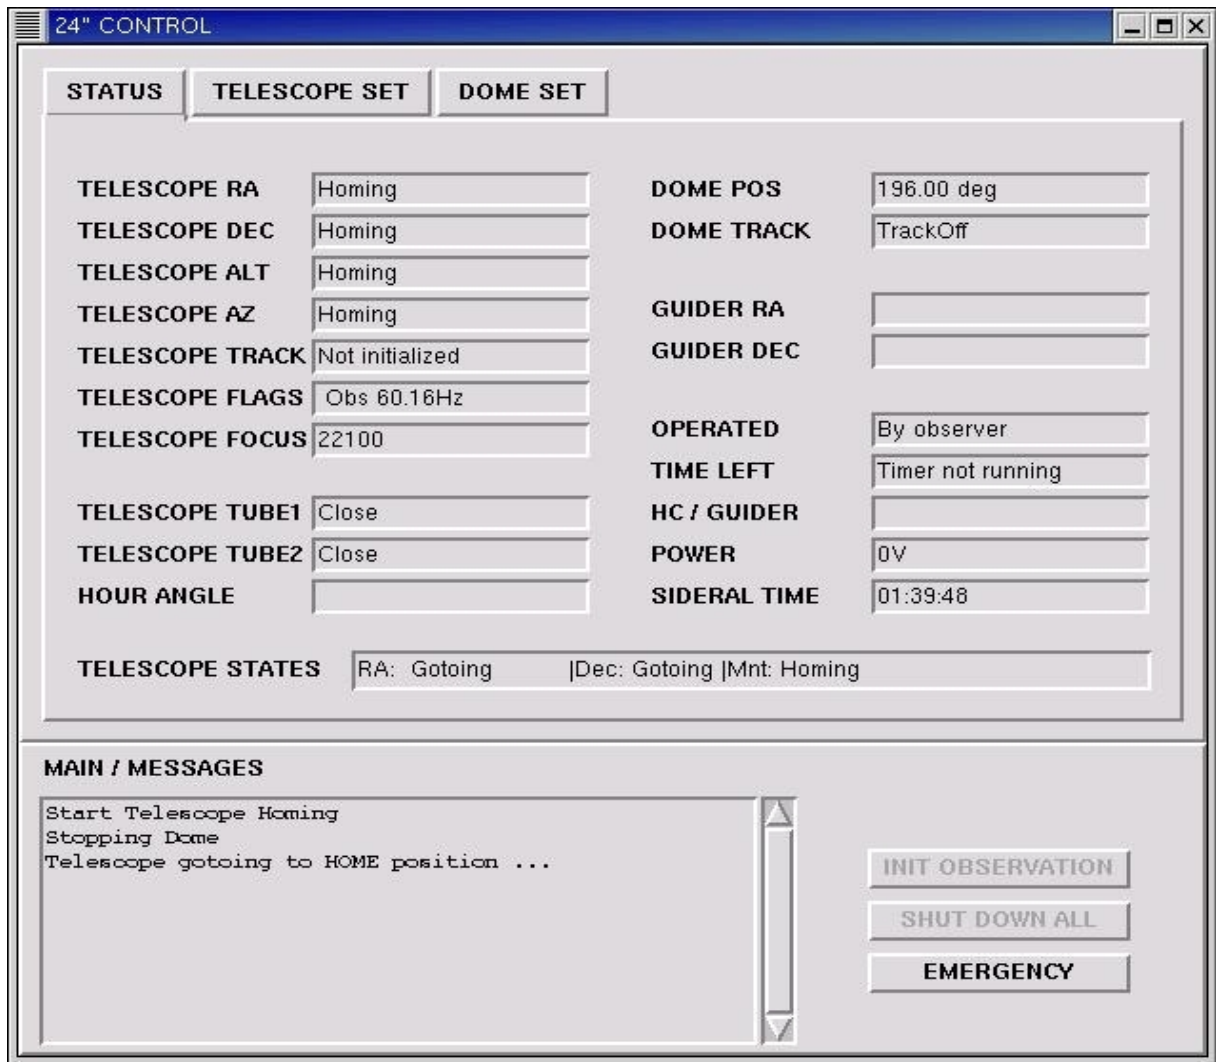 24" CONTROL
STATUS TELESCOPE SET DOME SET
TELESCOPE RA Homing
TELESCOPE DEC Homing
TELESCOPE ALT Homing
TELESCOPE AZ Homing
TELESCOPE TRACK Not initialized
TELESCOPE FLAGS Obs 60.16Hz
TELESCOPE FOCUS 22100
TELESCOPE TUBE1 Close
TELESCOPE TUBE2 Close
HOUR ANGLE
DOME POS 196.00 deg
DOME TRACK TrackOff
GUIDER RA
GUIDER DEC
OPERATED By observer
TIME LEFT Timer not running
HC / GUIDER
POWER 0V
SIDERAL TIME 01:39:48
TELESCOPE STATES RA: Gotoing |Dec: Gotoing |Mnt: Homing
MAIN / MESSAGES
Start Telescope Homing
Stopping Dome
Telescope gotoing to HOME position ...
INIT OBSERVATION
SHUT DOWN ALL
EMERGENCY